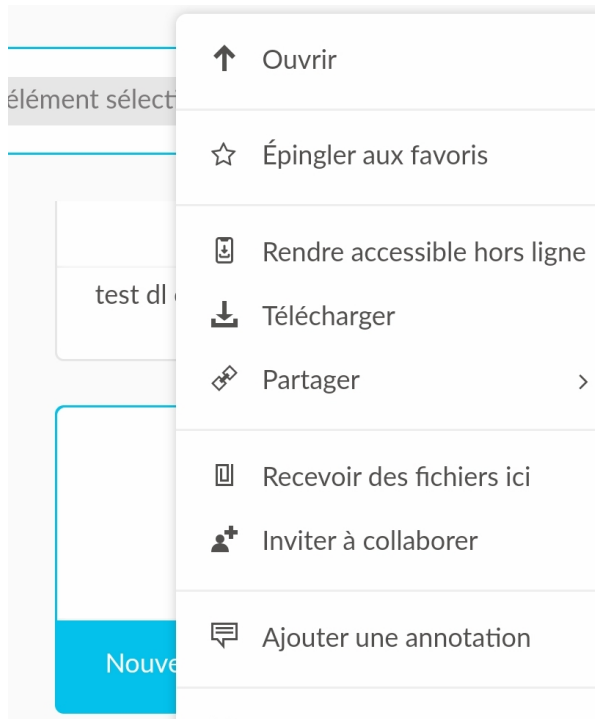 Ouvrir
élément sélect
Épingler aux favoris
Rendre accessible hors ligne
test dl
Télécharger
Partager
Recevoir des fichiers ici
Inviter à collaborer
Ajouter une annotation
Nouve